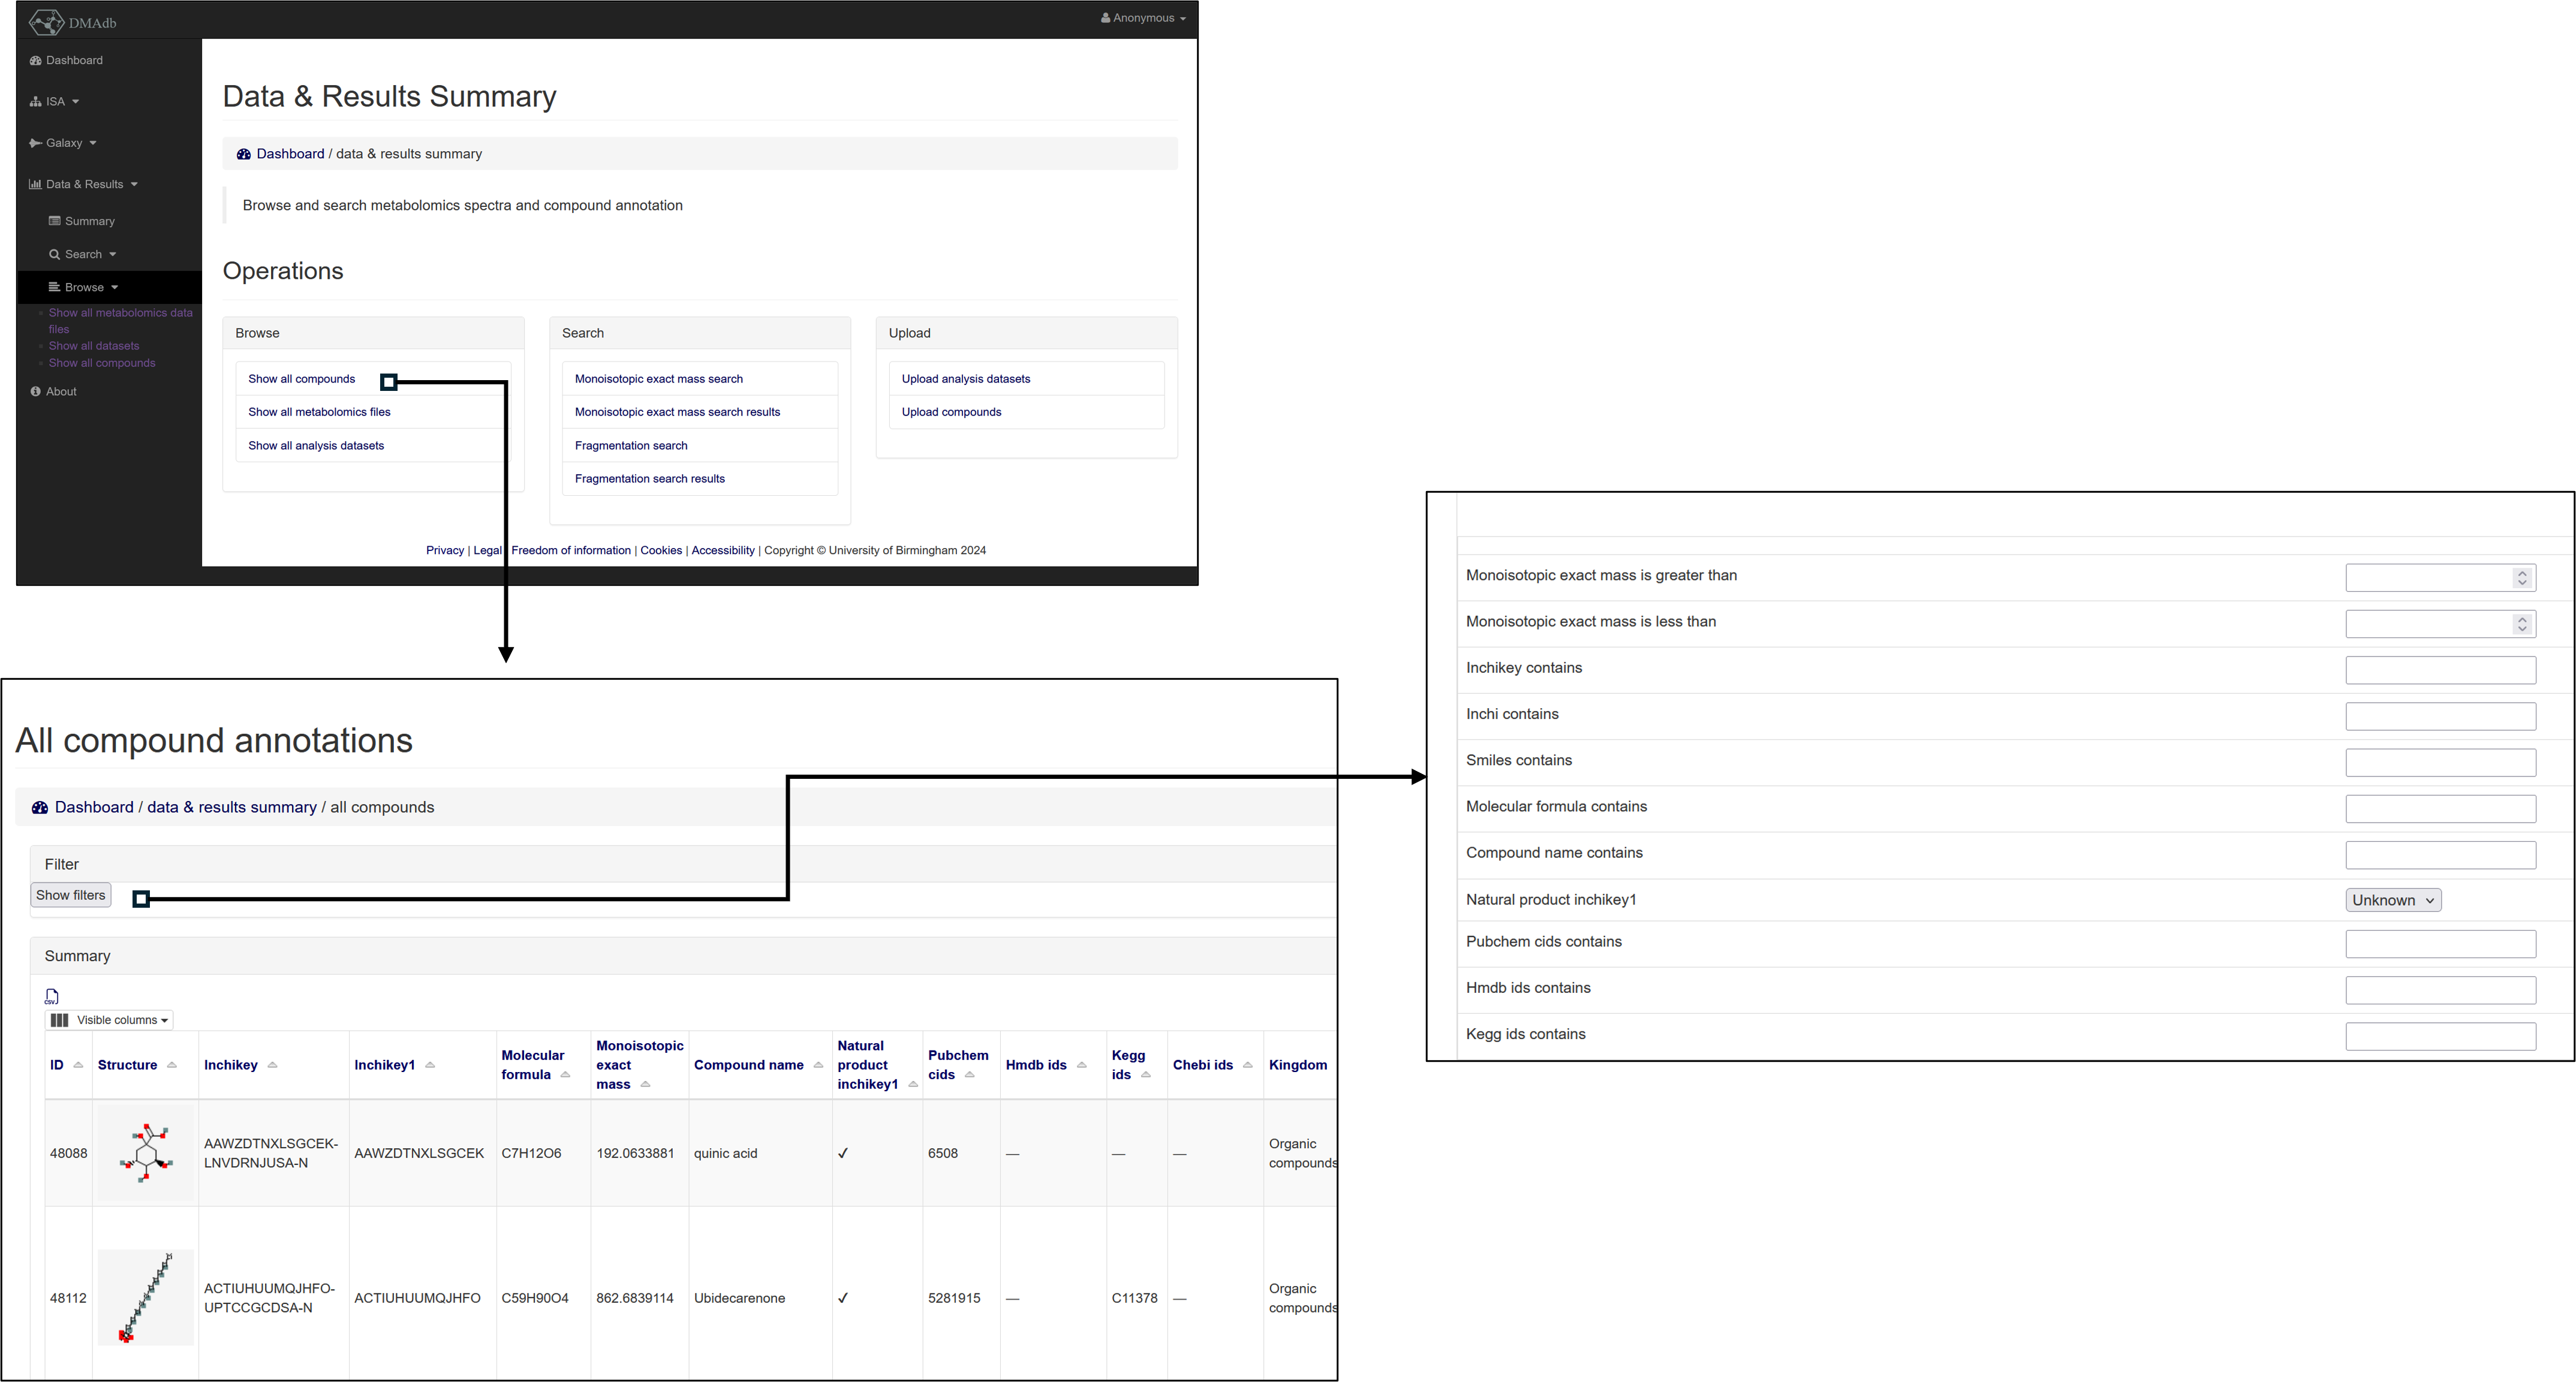 DMAdb
Anonymous
Dashboard
ISA
Galaxy
Data & Results
Summary
Search
Browse
Show all metabolomics data
files
Show all datasets
Show all compounds
About
Data & Results Summary
Dashboard / data & results summary
Browse and search metabolomics spectra and compound annotation
Operations
Browse
Show all compounds
Show all metabolomics files
Show all analysis datasets
Search
Monoisotopic exact mass search
Monoisotopic exact mass search results
Fragmentation search
Fragmentation search results
Upload
Upload analysis datasets
Upload compounds
Privacy | Legal | Freedom of information | Cookies | Accessibility | Copyright © University of Birmingham 2024
All compound annotations
Dashboard / data & results summary / all compounds
Filter
Show filters
Summary
CSV
Visible columns
ID
Structure
Inchikey
Inchikey1
Molecular
formula
Monoisotopic
exact
mass
Compound name
Natural
product
inchikey1
Pubchem
cids
Hmdb ids
Kegg
ids
Chebi ids
Kingdom
48088
AAWZDTNXLSGCEK-
LNVDRNJUSA-N
AAWZDTNXLSGCEK
C7H12O6
192.0633881
quinic acid
✓
6508
—
—
—
Organic
compounds
48112
ACTIUHUUMQJHFO-
UPTCCGCDSA-N
ACTIUHUUMQJHFO
C59H90O4
862.6839114
Ubidecarenone
✓
5281915
—
C11378
—
Organic
compounds
Monoisotopic exact mass is greater than
Monoisotopic exact mass is less than
Inchikey contains
Inchi contains
Smiles contains
Molecular formula contains
Compound name contains
Natural product inchikey1
Unknown
Pubchem cids contains
Hmdb ids contains
Kegg ids contains